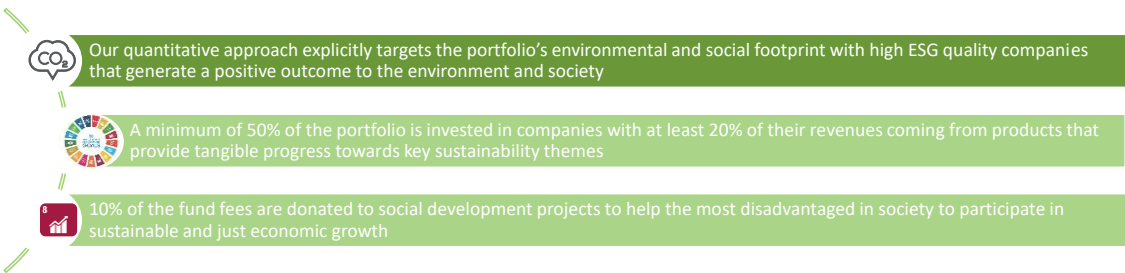 CO2
Our quantitative approach explicitly targets the portfolio's environmental and social footprint with high ESG quality companies
that generate a positive outcome to the environment and society
A minimum of 50% of the portfolio is invested in companies with at least 20% of their revenues coming from products that
provide tangible progress towards key sustainability themes
8
10% of the fund fees are donated to social development projects to help the most disadvantaged in society to participate in
sustainable and just economic growth